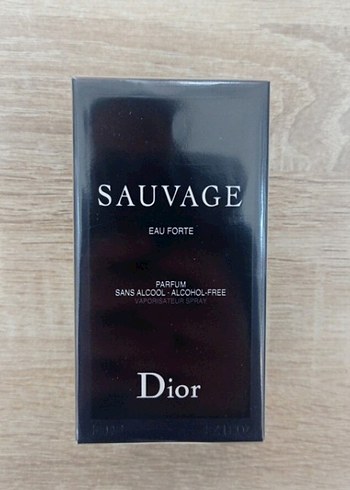 SAUVAGE
EAU FORTE
PARFUM
SANS ALCOOL · ALCOHOL-FREE
VAPORISATEUR SPRAY
Dior